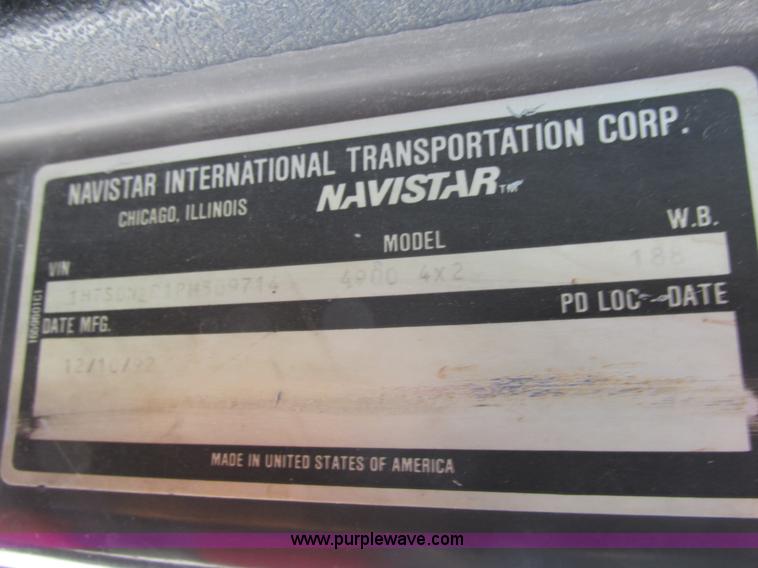 NAVISTAR INTERNATIONAL TRANSPORTATION CORP.
CHICAGO, ILLINOIS NAVISTAR TM
VIN MODEL W.B.
4900 4x2
DATE MFG. PD LOC--DATE
MADE IN UNITED STATES OF AMERICA
www.purplewave.com